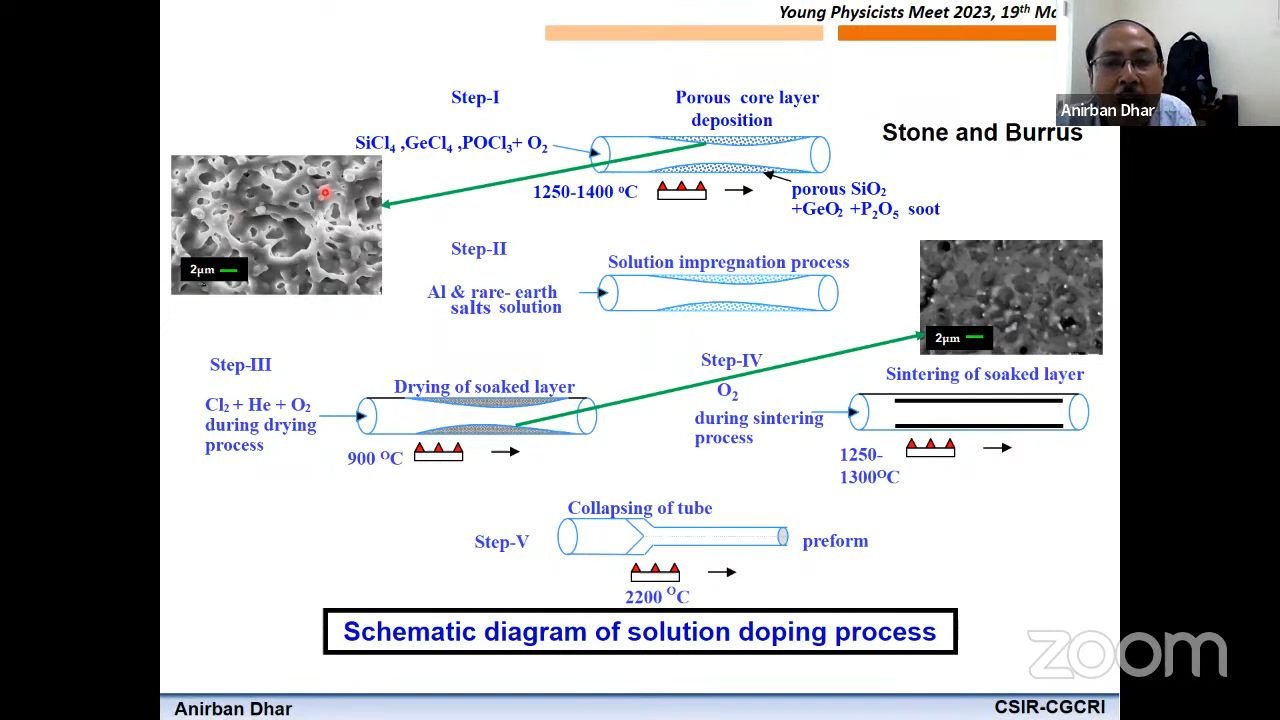 Young Physicists Meet 2023, 19th
Anirban Dhar
Step-I
Porous core layer
deposition
Stone and Burrus
SiCl4 ,GeCl4 ,POCl3+ O2
1250-1400 oC
porous SiO2
+GeO2 +P2O5 soot
2μm
Step-II
Solution impregnation process
Al & rare- earth
salts solution
2μm
Step-III
Drying of soaked layer
Cl2 + He + O2
during drying
process
900 OC
Step-IV
O2
during sintering
process
Sintering of soaked layer
1250-
1300OC
Collapsing of tube
Step-V
preform
2200 OC
Schematic diagram of solution doping process
zoom
Anirban Dhar
CSIR-CGCRI